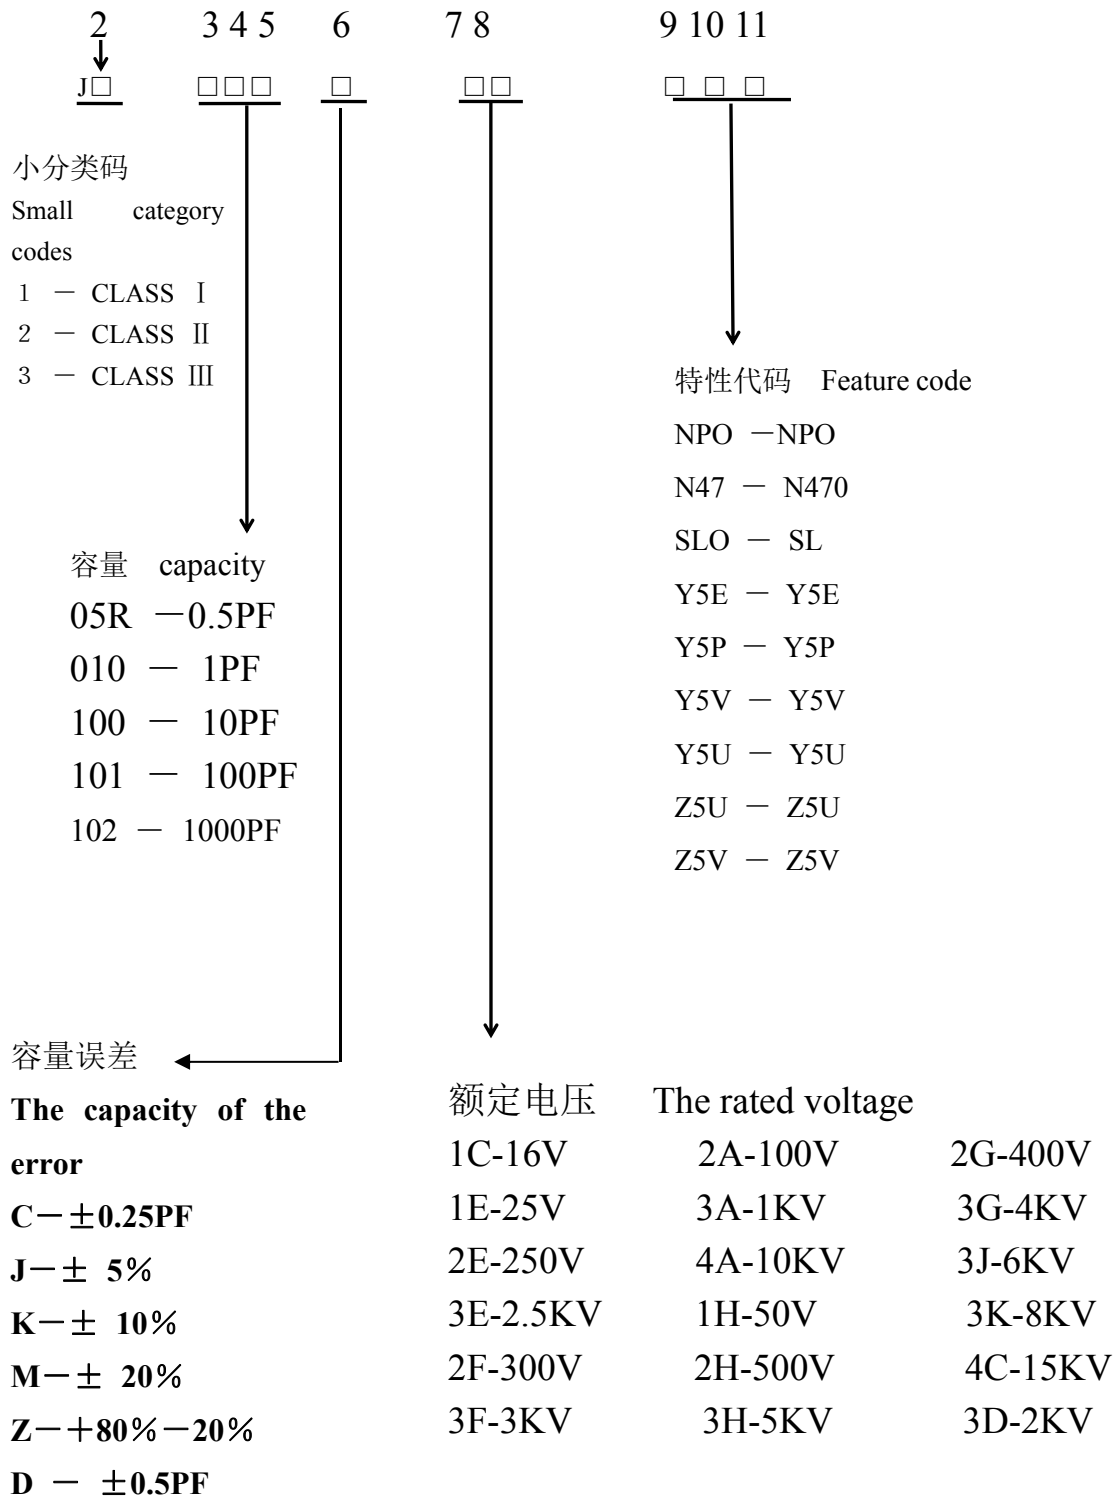 2 3 4 5 6 7 8 9 10 11
J□ □□□ □ □□ □ □ □
小分类码
Small category
codes
1 － CLASS Ⅰ
2 － CLASS Ⅱ
3 － CLASS Ⅲ
容量 capacity
05R －0.5PF
010 － 1PF
100 － 10PF
101 － 100PF
102 － 1000PF
特性代码 Feature code
NPO －NPO
N47 － N470
SLO － SL
Y5E － Y5E
Y5P － Y5P
Y5V － Y5V
Y5U － Y5U
Z5U － Z5U
Z5V － Z5V
容量误差
The capacity of the
error
C－±0.25PF
J－± 5%
K－± 10%
M－± 20%
Z－＋80%－20%
D － ±0.5PF
额定电压 The rated voltage
1C-16V 2A-100V 2G-400V
1E-25V 3A-1KV 3G-4KV
2E-250V 4A-10KV 3J-6KV
3E-2.5KV 1H-50V 3K-8KV
2F-300V 2H-500V 4C-15KV
3F-3KV 3H-5KV 3D-2KV